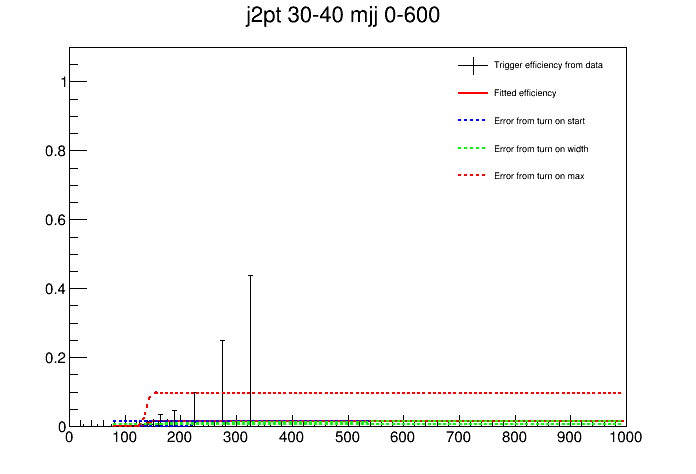 j2pt 30-40 mjj 0-600
Trigger efficiency from data
Fitted efficiency
Error from turn on start
Error from turn on width
Error from turn on max
1
0.8
0.6
0.4
0.2
0
0 100 200 300 400 500 600 700 800 900 1000